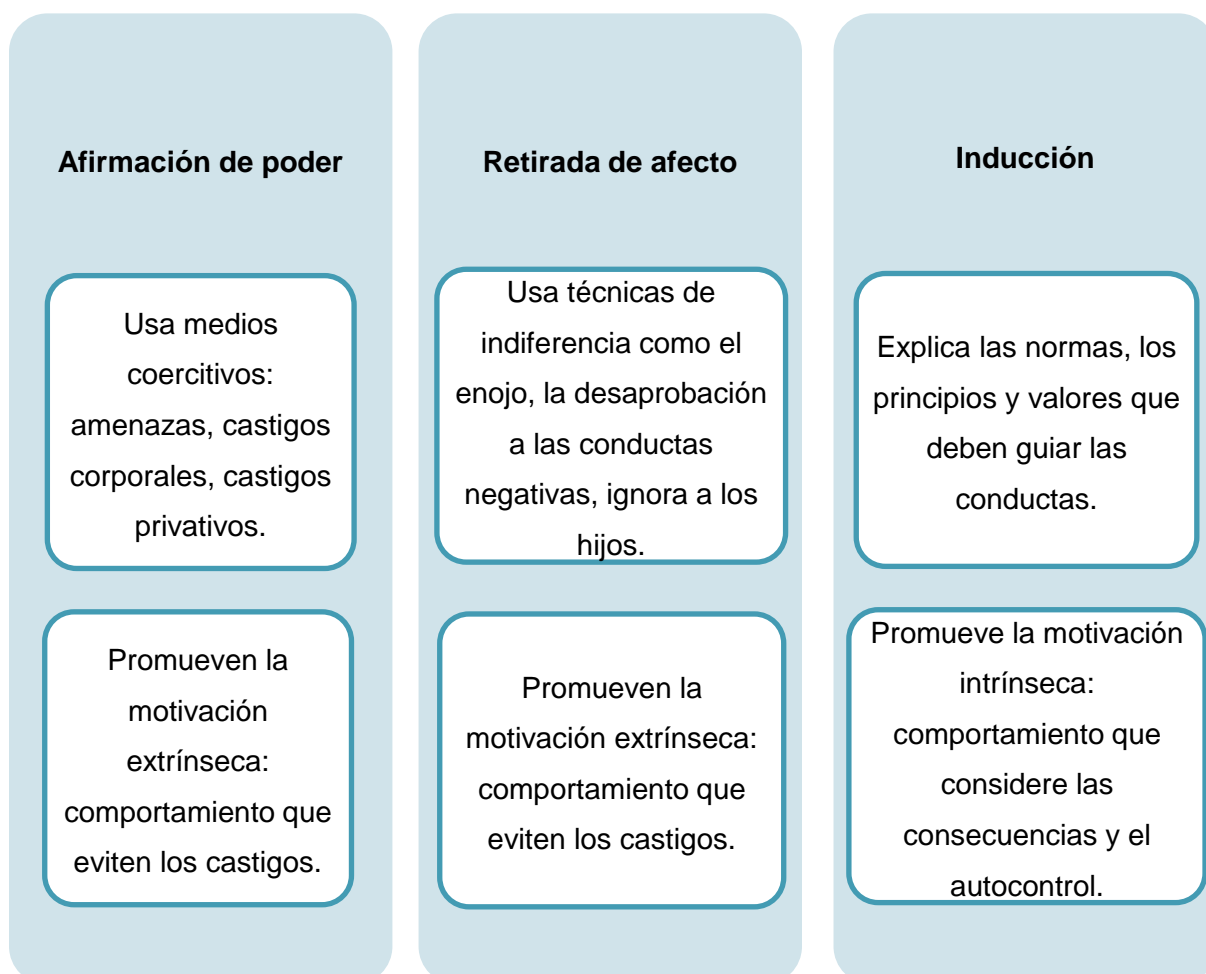 Afirmación de poder
Usa medios
coercitivos:
amenazas, castigos
corporales, castigos
privativos.
Promueven la
motivación
extrínseca:
comportamiento que
eviten los castigos.
Retirada de afecto
Usa técnicas de
indiferencia como el
enojo, la desaprobación
a las conductas
negativas, ignora a los
hijos.
Promueven la
motivación extrínseca:
comportamiento que
eviten los castigos.
Inducción
Explica las normas, los
principios y valores que
deben guiar las
conductas.
Promueve la motivación
intrínseca:
comportamiento que
considere las
consecuencias y el
autocontrol.